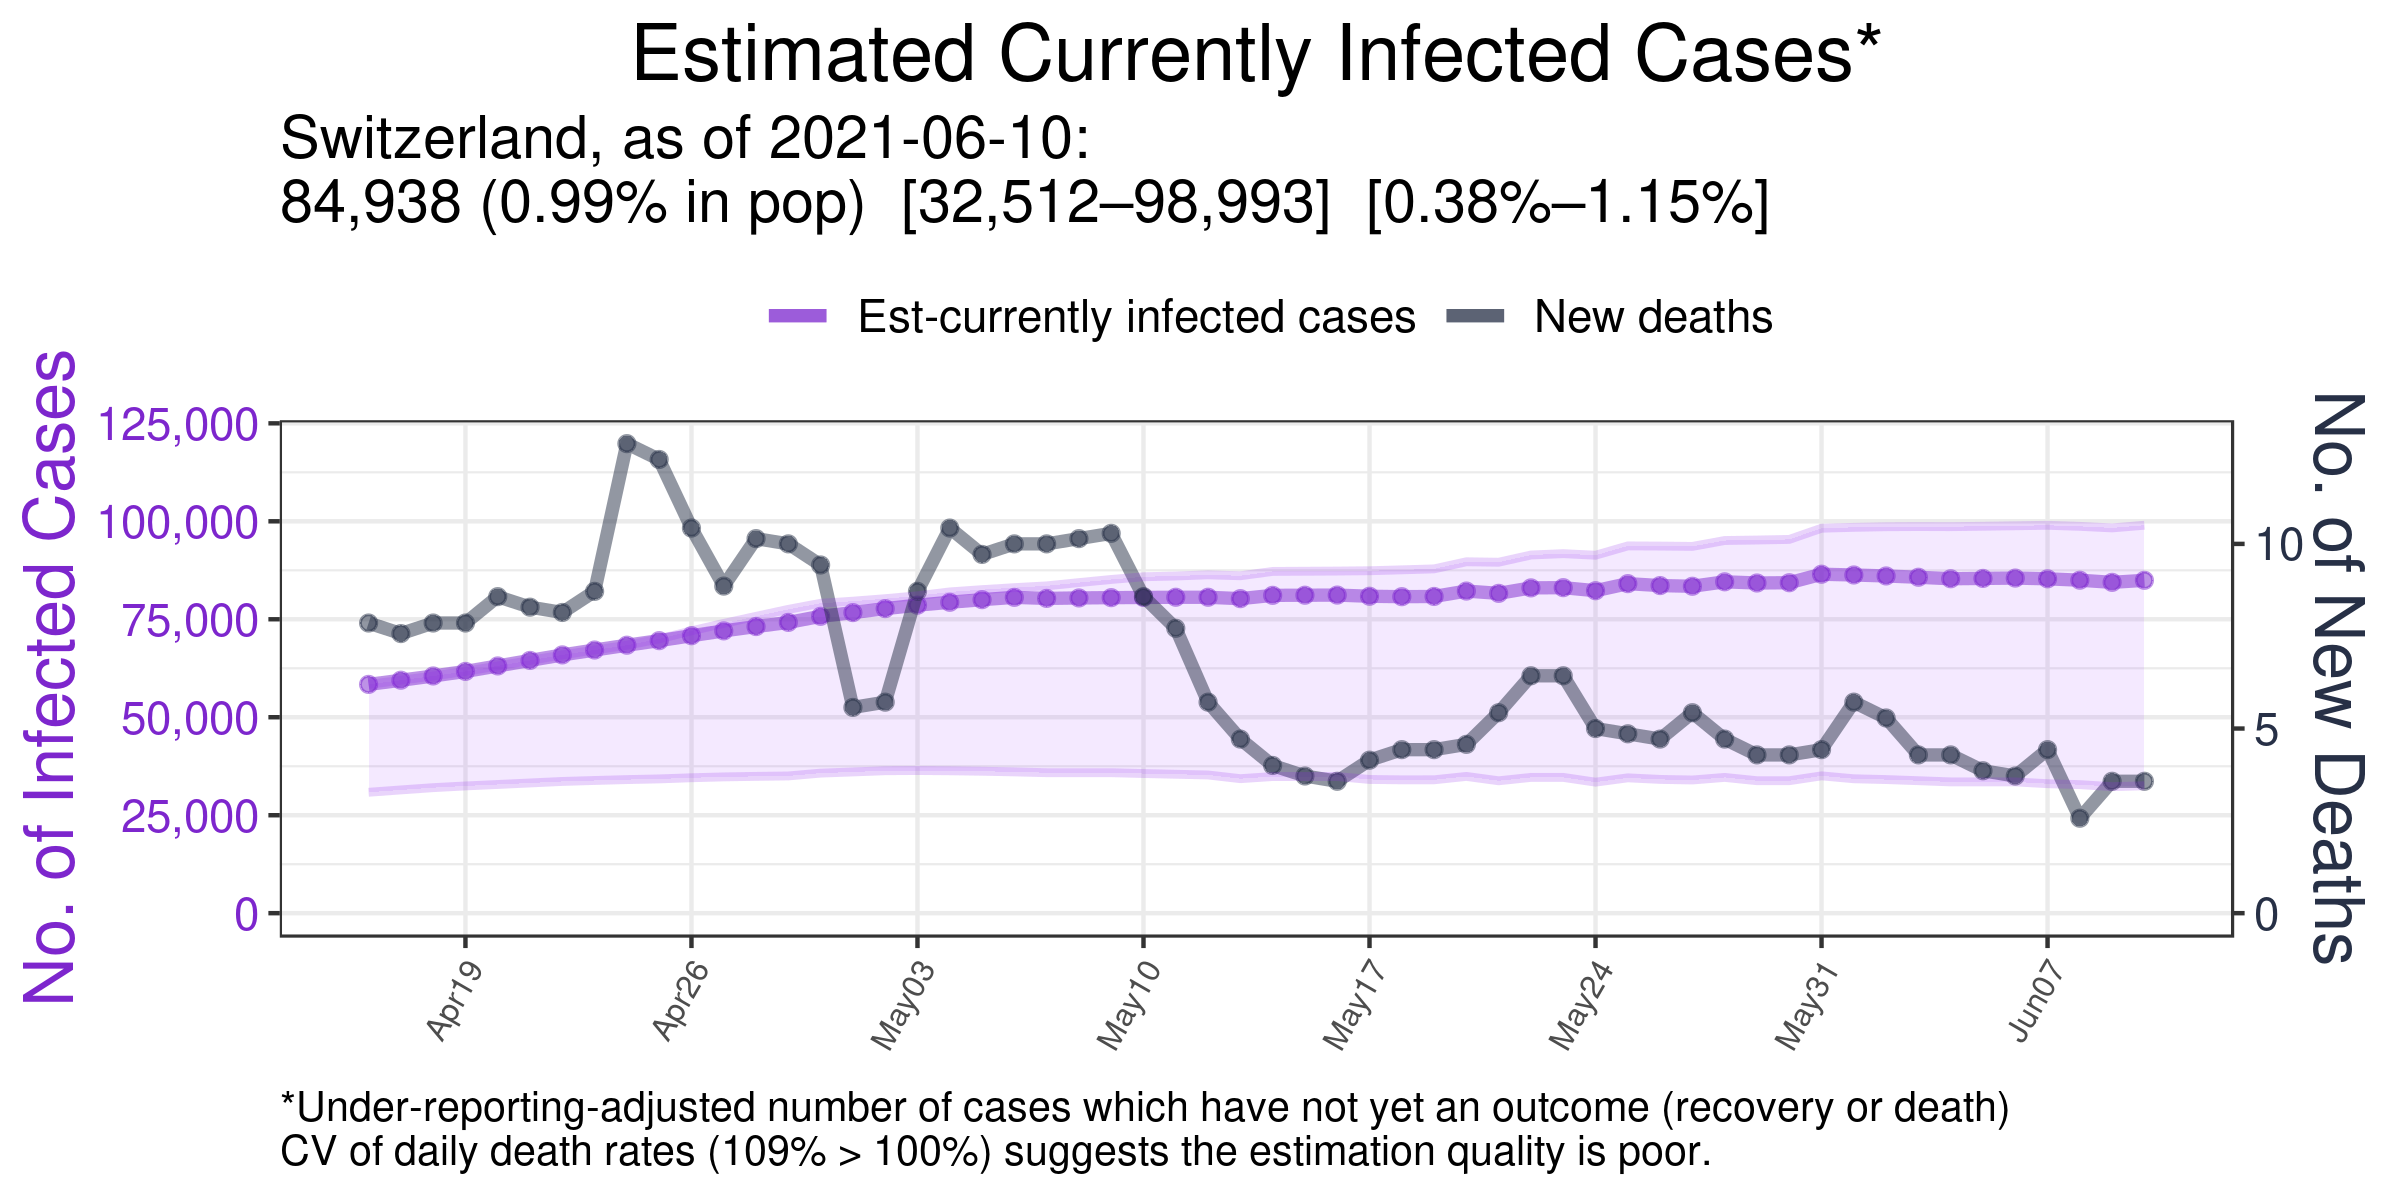 Estimated Currently Infected Cases*
Switzerland, as of 2021-06-10:
84,938 (0.99% in pop)  [32,512–98,993]  [0.38%–1.15%]
Est-currently infected cases
New deaths
No. of Infected Cases
125,000
100,000
75,000
50,000
25,000
0
10
5
0
No. of New Deaths
Apr19
Apr26
May03
May10
May17
May24
May31
Jun07
*Under-reporting-adjusted number of cases which have not yet an outcome (recovery or death)
CV of daily death rates (109% > 100%) suggests the estimation quality is poor.